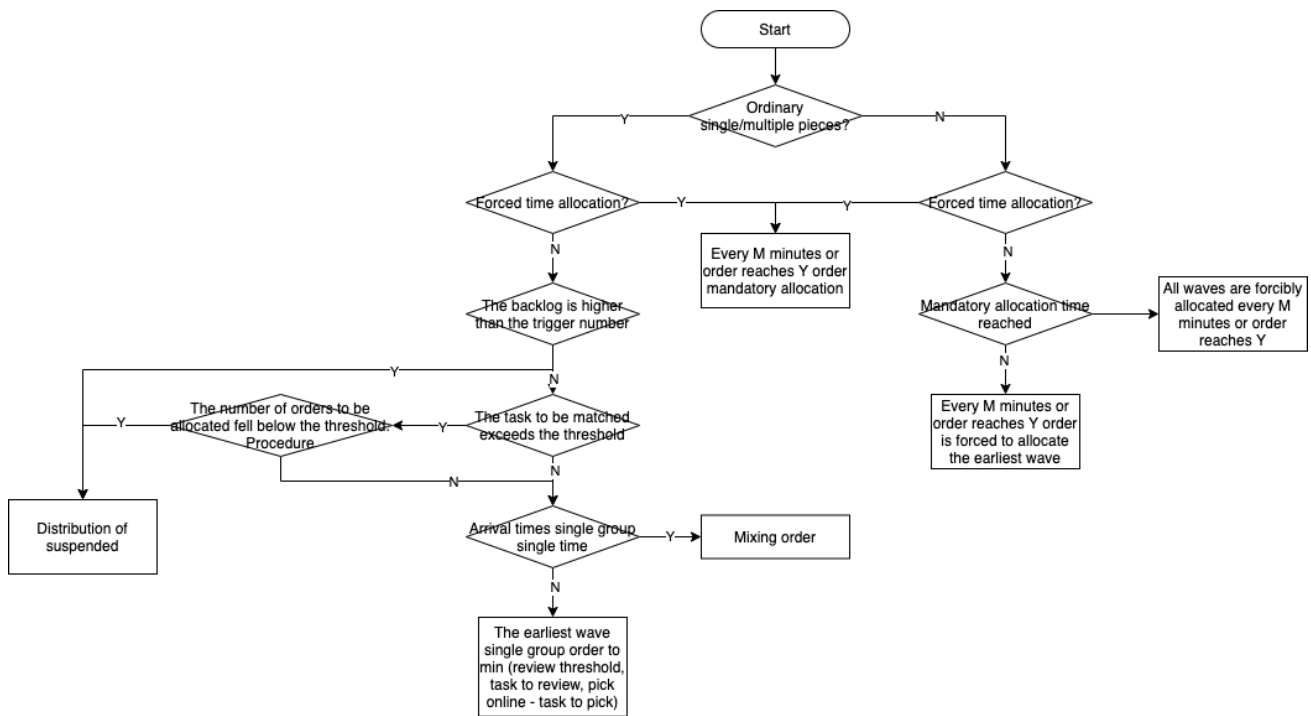 Start
Ordinary
single/multiple pieces?
Y
N
Forced time allocation?
Y
Y
Forced time allocation?
N
Every M minutes or
order reaches Y order
mandatory allocation
N
The backlog is higher
than the trigger number
Mandatory allocation time
reached
All waves are forcibly
allocated every M
minutes or order
reaches Y
Y
N
N
The number of orders to be
allocated fell below the threshold.
Procedure
Y
Y
The task to be matched
exceeds the threshold
Every M minutes or
order reaches Y order
is forced to allocate
the earliest wave
N
N
Distribution of
suspended
Arrival times single group
single time
Y
Mixing order
N
The earliest wave
single group order to
min (review threshold,
task to review, pick
online - task to pick)